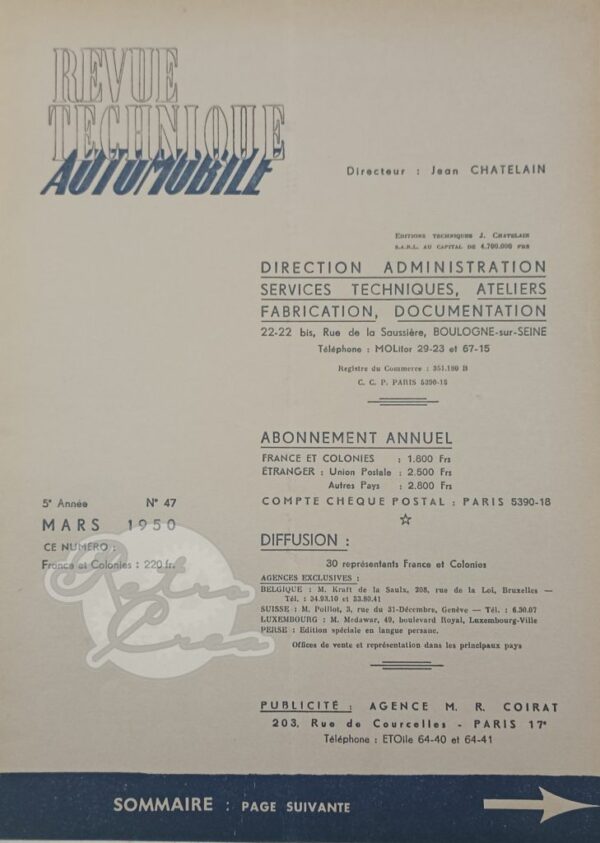 REVUE
TECHNIQUE
AUTOMOBILE
Directeur : Jean CHATELAIN
EDITIONS TECHNIQUES J. CHATELAIN
S.A.R.L. AU CAPITAL DE 4.700.000 FRS
DIRECTION ADMINISTRATION
SERVICES TECHNIQUES, ATELIERS
FABRICATION, DOCUMENTATION
22-22 bis, Rue de la Saussière, BOULOGNE-sur-SEINE
Téléphone : MOLitor 29-23 et 67-15
Registre du Commerce : 351.180 B
C. C. P. PARIS 5390-18
ABONNEMENT ANNUEL
FRANCE ET COLONIES : 1.800 Frs
ÉTRANGER : Union Postale : 2.500 Frs
Autres Pays : 2.800 Frs
COMPTE CHEQUE POSTAL : PARIS 5390-18
5e Année N° 47
MARS 1950
CE NUMERO :
France et Colonies : 220 fr.
Retro
Crea
DIFFUSION :
30 représentants France et Colonies
AGENCES EXCLUSIVES :
BELGIQUE : M. Kraft de la Saulx, 208, rue de la Loi, Bruxelles —
Tél. : 34.93.10 et 33.80.41
SUISSE : M. Poillot, 3, rue du 31-Décembre, Genève — Tél. : 6.30.07
LUXEMBOURG : M. Medawar, 49, boulevard Royal, Luxembourg-Ville
PERSE : Edition spéciale en langue persane.
Offices de vente et représentation dans les principaux pays
PUBLICITÉ : AGENCE M. R. COIRAT
203, Rue de Courcelles - PARIS 17e
Téléphone : ETOile 64-40 et 64-41
SOMMAIRE : PAGE SUIVANTE